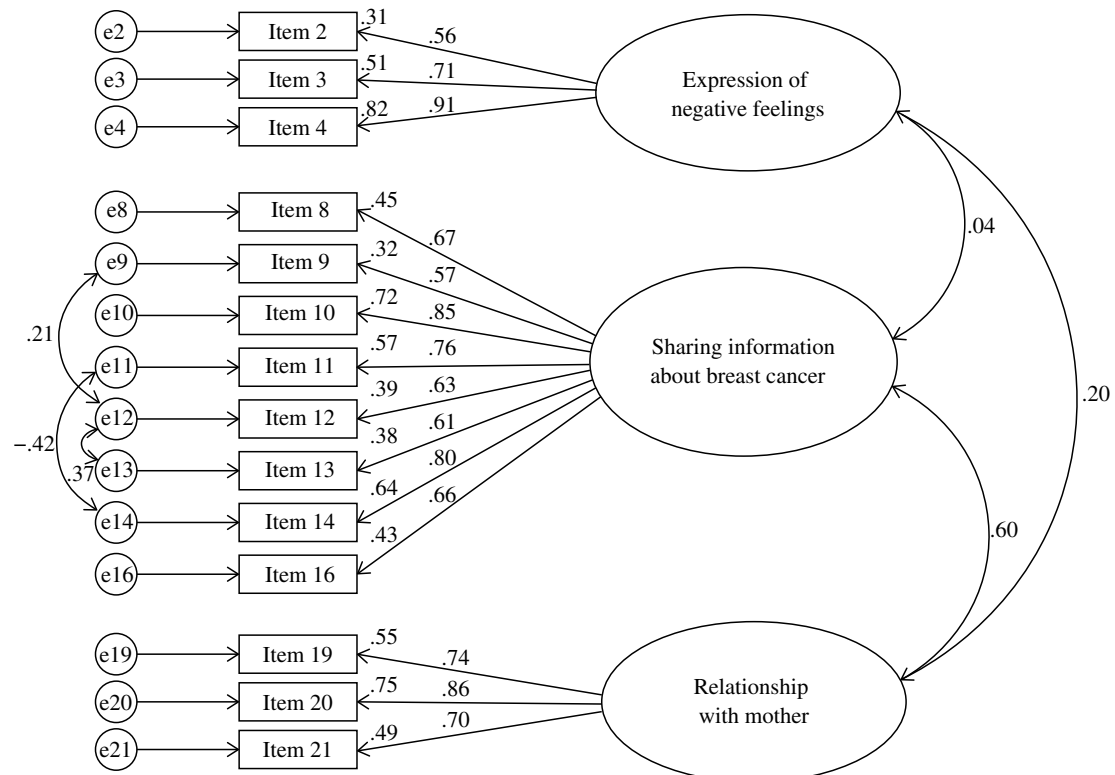 e2 Item 2 .31 .56
e3 Item 3 .51 .71
e4 Item 4 .82 .91
Expression of
negative feelings
e8 Item 8 .45 .67
e9 Item 9 .32 .57
e10 Item 10 .72 .85
e11 Item 11 .57 .76
e12 Item 12 .39 .63
e13 Item 13 .38 .61
e14 Item 14 .64 .80
e16 Item 16 .43 .66
.21
−.42
.37
Sharing information
about breast cancer
.04
.20
.60
e19 Item 19 .55 .74
e20 Item 20 .75 .86
e21 Item 21 .49 .70
Relationship
with mother